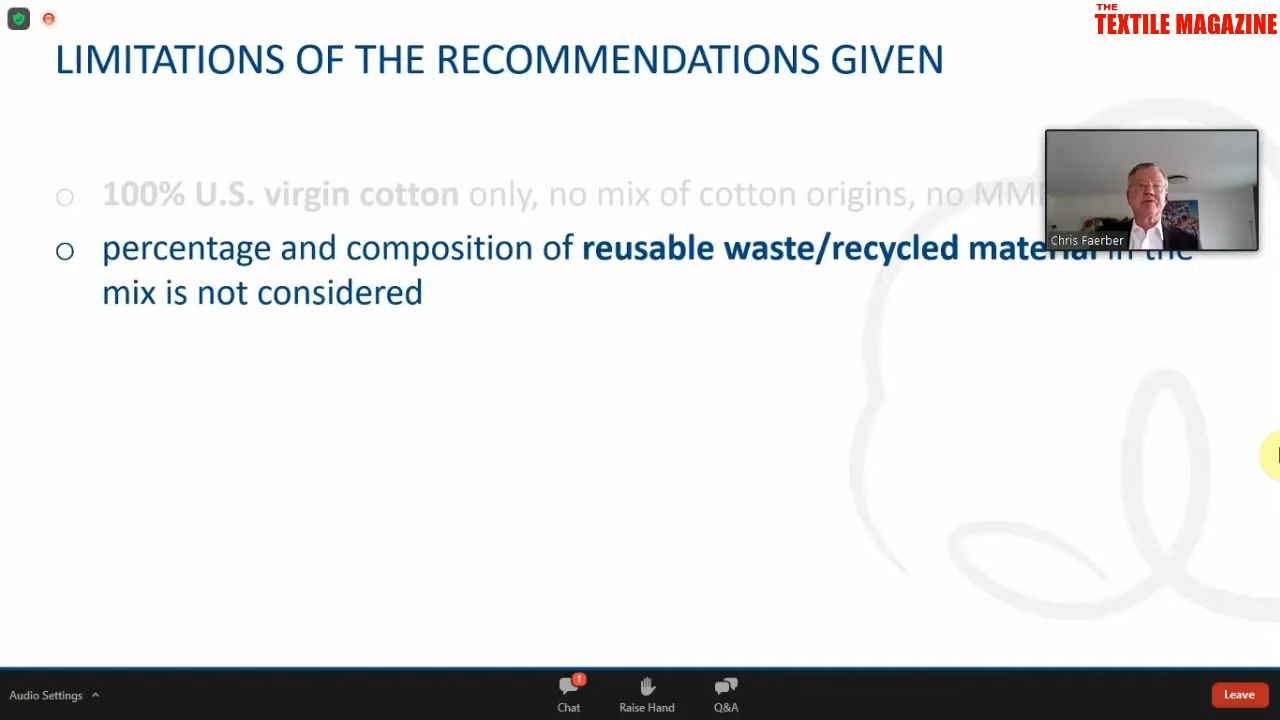 THE
TEXTILE MAGAZINE
LIMITATIONS OF THE RECOMMENDATIONS GIVEN
o 100% U.S. virgin cotton only, no mix of cotton origins, no
o percentage and composition of reusable waste/recycled material in the
mix is not considered
Chris Faerber
Audio Settings
Chat
1
Raise Hand
Q&A
Leave